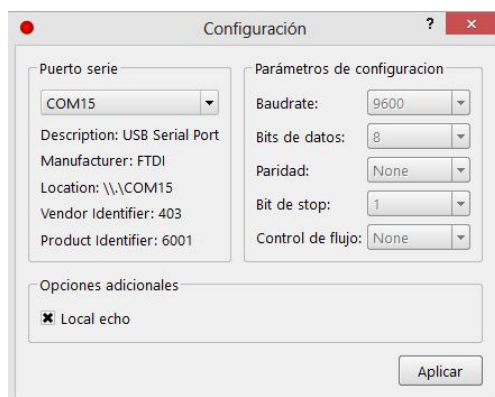 Configuración
?
×
Puerto serie
COM15
Description: USB Serial Port
Manufacturer: FTDI
Location: \\.\COM15
Vendor Identifier: 403
Product Identifier: 6001
Parámetros de configuracion
Baudrate: 9600
Bits de datos: 8
Paridad: None
Bit de stop: 1
Control de flujo: None
Opciones adicionales
Local echo
Aplicar